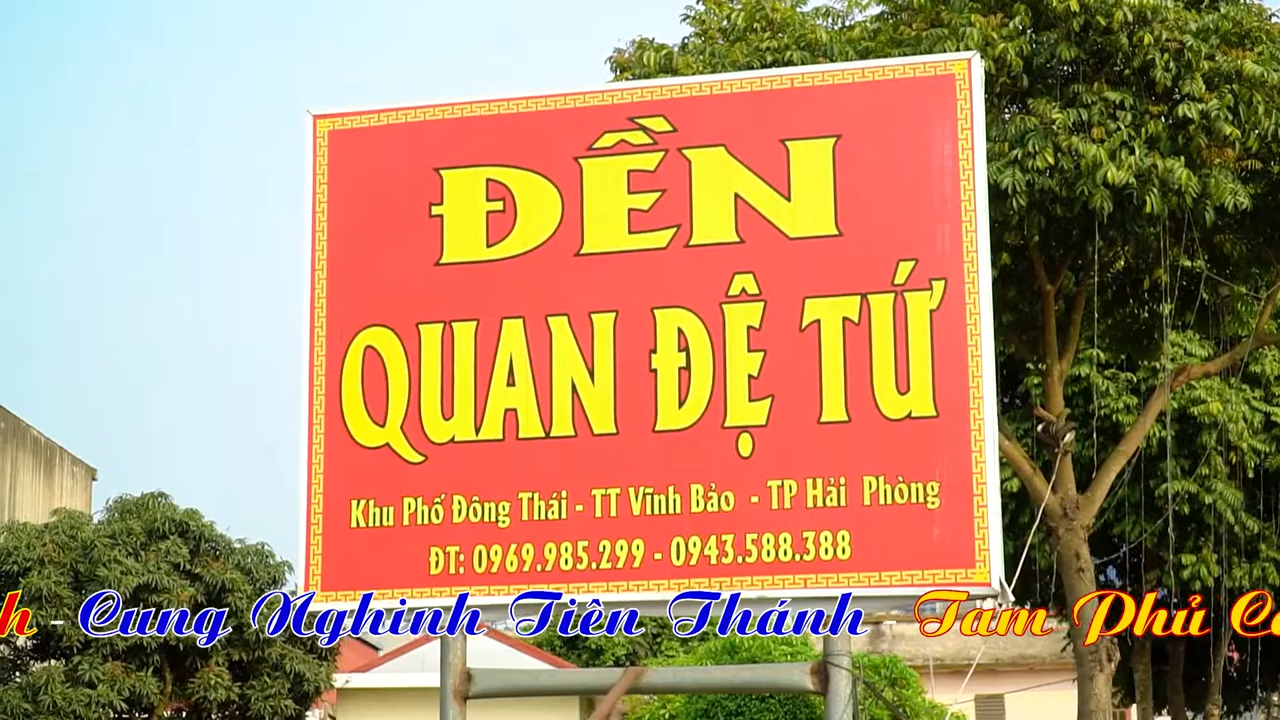 ĐỀN
QUAN ĐỆ TỨ
Khu Phố Đông Thái - TT Vĩnh Bảo - TP Hải Phòng
ĐT: 0969.985.299 - 0943.588.388
- Cung Nghinh Tiên Thánh - Tam Phủ